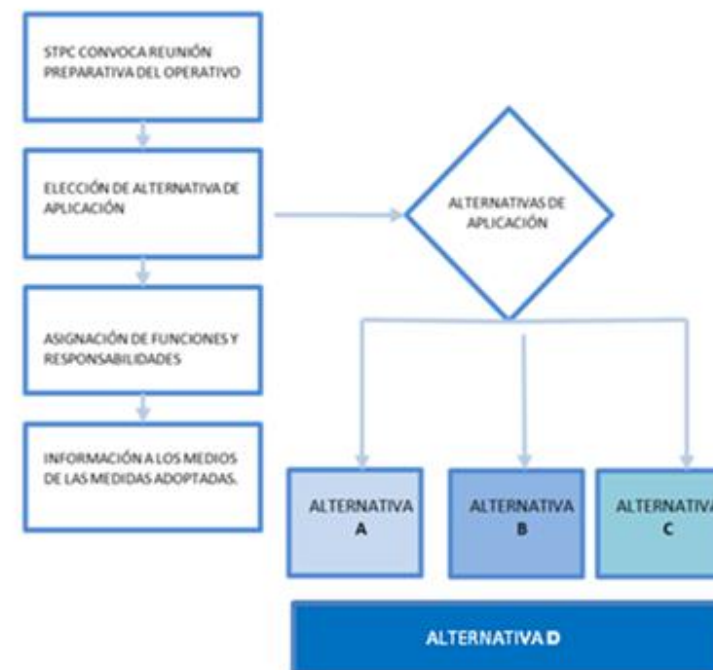 STPC CONVOCA REUNIÓN
PREPARATIVA DEL OPERATIVO
ELECCIÓN DE ALTERNATIVA DE
APLICACIÓN
ALTERNATIVAS DE
APLICACIÓN
ASIGNACIÓN DE FUNCIONES Y
RESPONSABILIDADES
INFORMACIÓN A LOS MEDIOS
DE LAS MEDIDAS ADOPTADAS.
ALTERNATIVA
A
ALTERNATIVA
B
ALTERNATIVA
C
ALTERNATIVA D